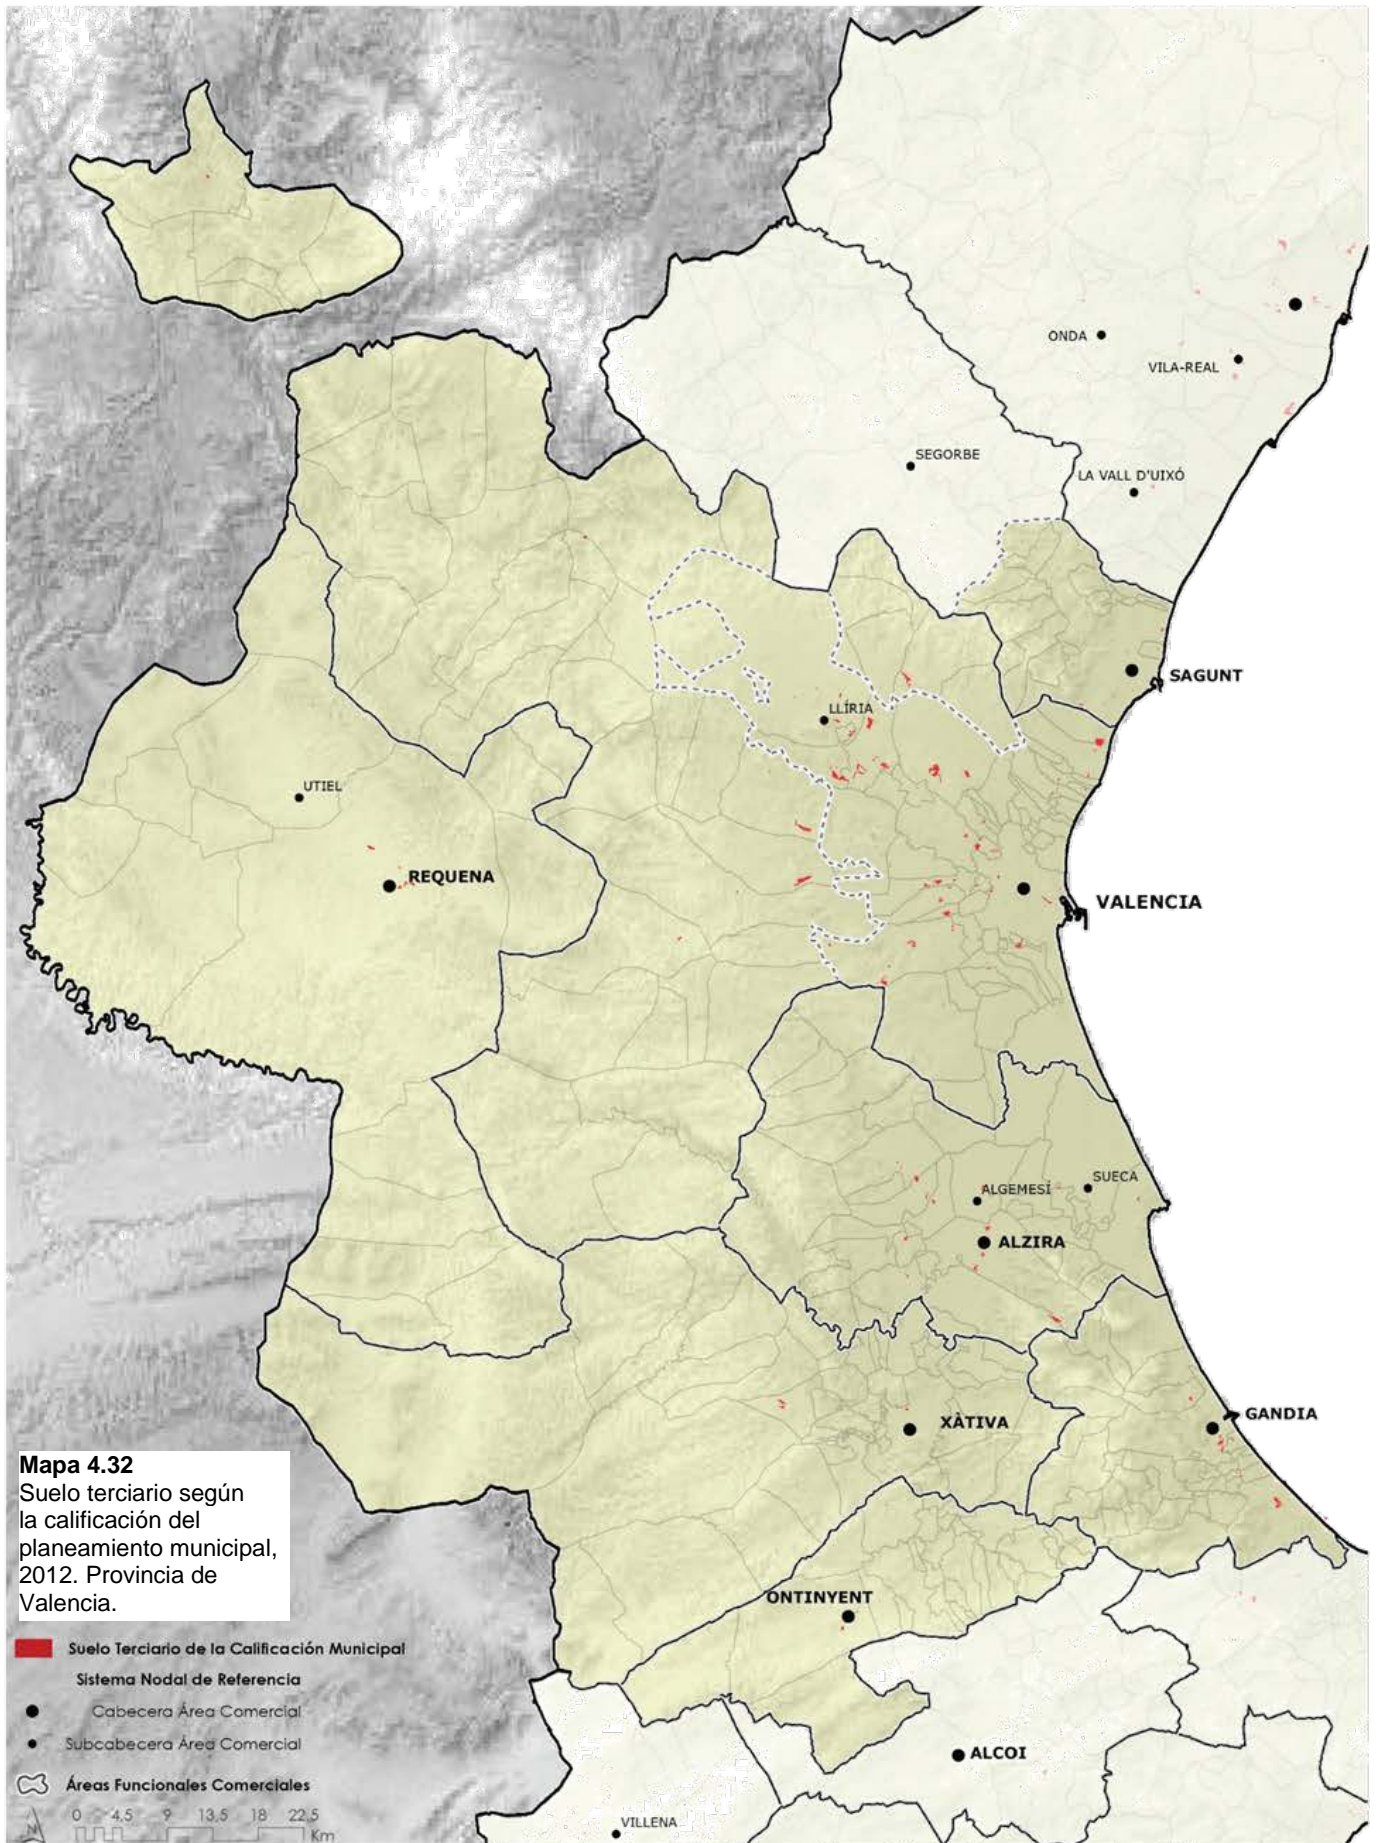 ONDA
VILA-REAL
SEGORBE
LA VALL D'UIXÓ
SAGUNT
LLÍRIA
UTIEL
REQUENA
VALENCIA
ALGEMESÍ
SUECA
ALZIRA
XÀTIVA
GANDIA
Mapa 4.32
Suelo terciario según
la calificación del
planeamiento municipal,
2012. Provincia de
Valencia.
ONTINYENT
Suelo Terciario de la Calificación Municipal
Sistema Nodal de Referencia
Cabecera Área Comercial
Subcabecera Área Comercial
ALCOI
Áreas Funcionales Comerciales
0 4,5 9 13,5 18 22,5
Km
N
VILLENA